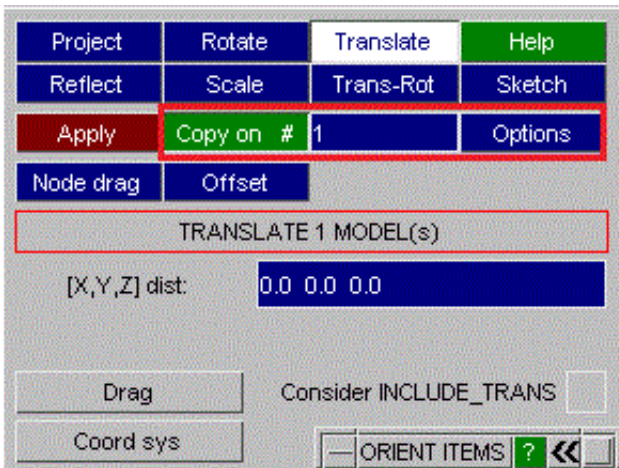 Project Rotate Translate Help
Reflect Scale Trans-Rot Sketch
Apply Copy on # 1 Options
Node drag Offset
TRANSLATE 1 MODEL(s)
[X,Y,Z] dist: 0.0 0.0 0.0
Drag Consider INCLUDE_TRANS
Coord sys — ORIENT ITEMS ? <<